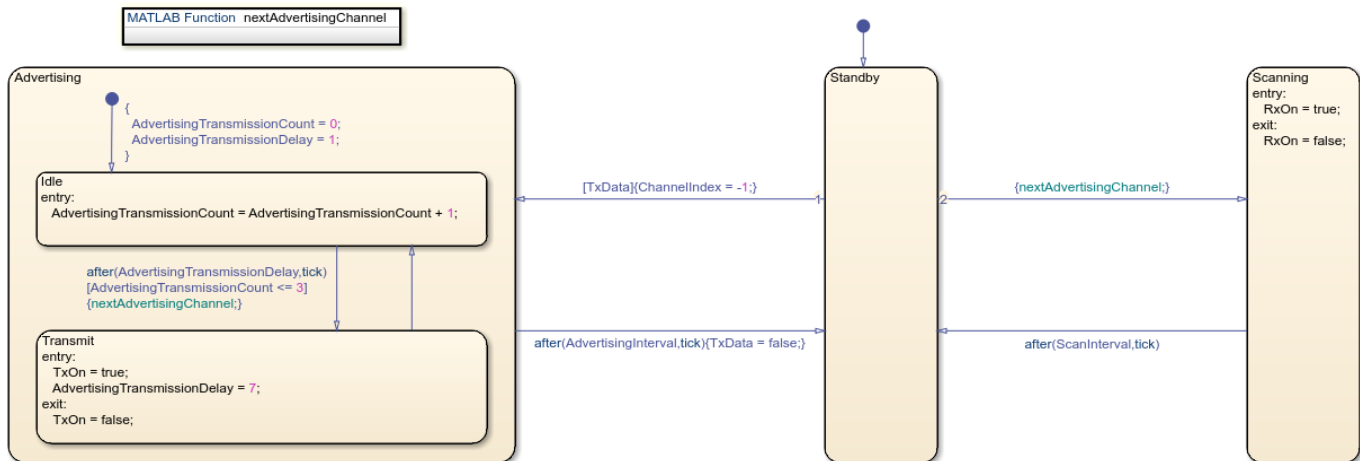 MATLAB Function nextAdvertisingChannel
Advertising
{
AdvertisingTransmissionCount = 0;
AdvertisingTransmissionDelay = 1;
}
Idle
entry:
AdvertisingTransmissionCount = AdvertisingTransmissionCount + 1;
after(AdvertisingTransmissionDelay,tick)
[AdvertisingTransmissionCount <= 3]
{nextAdvertisingChannel;}
Transmit
entry:
TxOn = true;
AdvertisingTransmissionDelay = 7;
exit:
TxOn = false;
[TxData]{ChannelIndex = -1;}
1
after(AdvertisingInterval,tick){TxData = false;}
Standby
2
{nextAdvertisingChannel;}
after(ScanInterval,tick)
Scanning
entry:
RxOn = true;
exit:
RxOn = false;